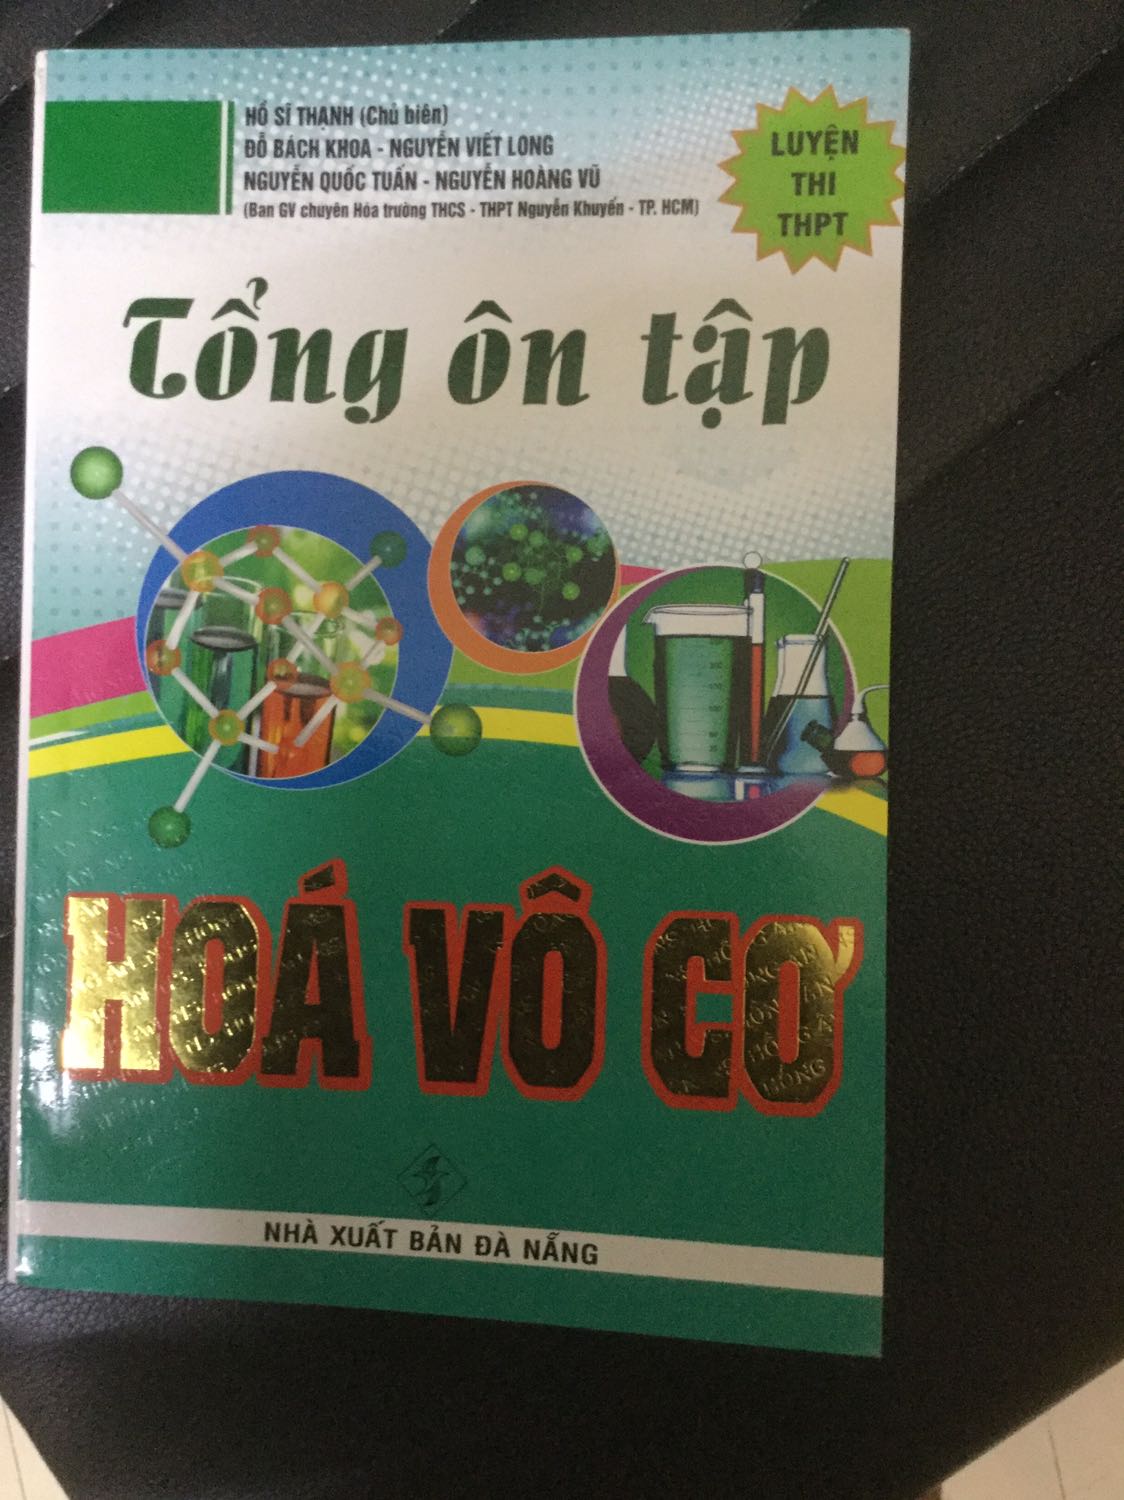 HỒ SĨ THẠNH (Chủ biên)
ĐỖ BÁCH KHOA - NGUYỄN VIẾT LONG
NGUYỄN QUỐC TUẤN - NGUYỄN HOÀNG VŨ
(Ban GV chuyên Hóa trường THCS - THPT Nguyễn Khuyến - TP. HCM)
LUYỆN
THI
THPT
Tổng ôn tập
HOÁ VÔ CƠ
NHÀ XUẤT BẢN ĐÀ NẴNG